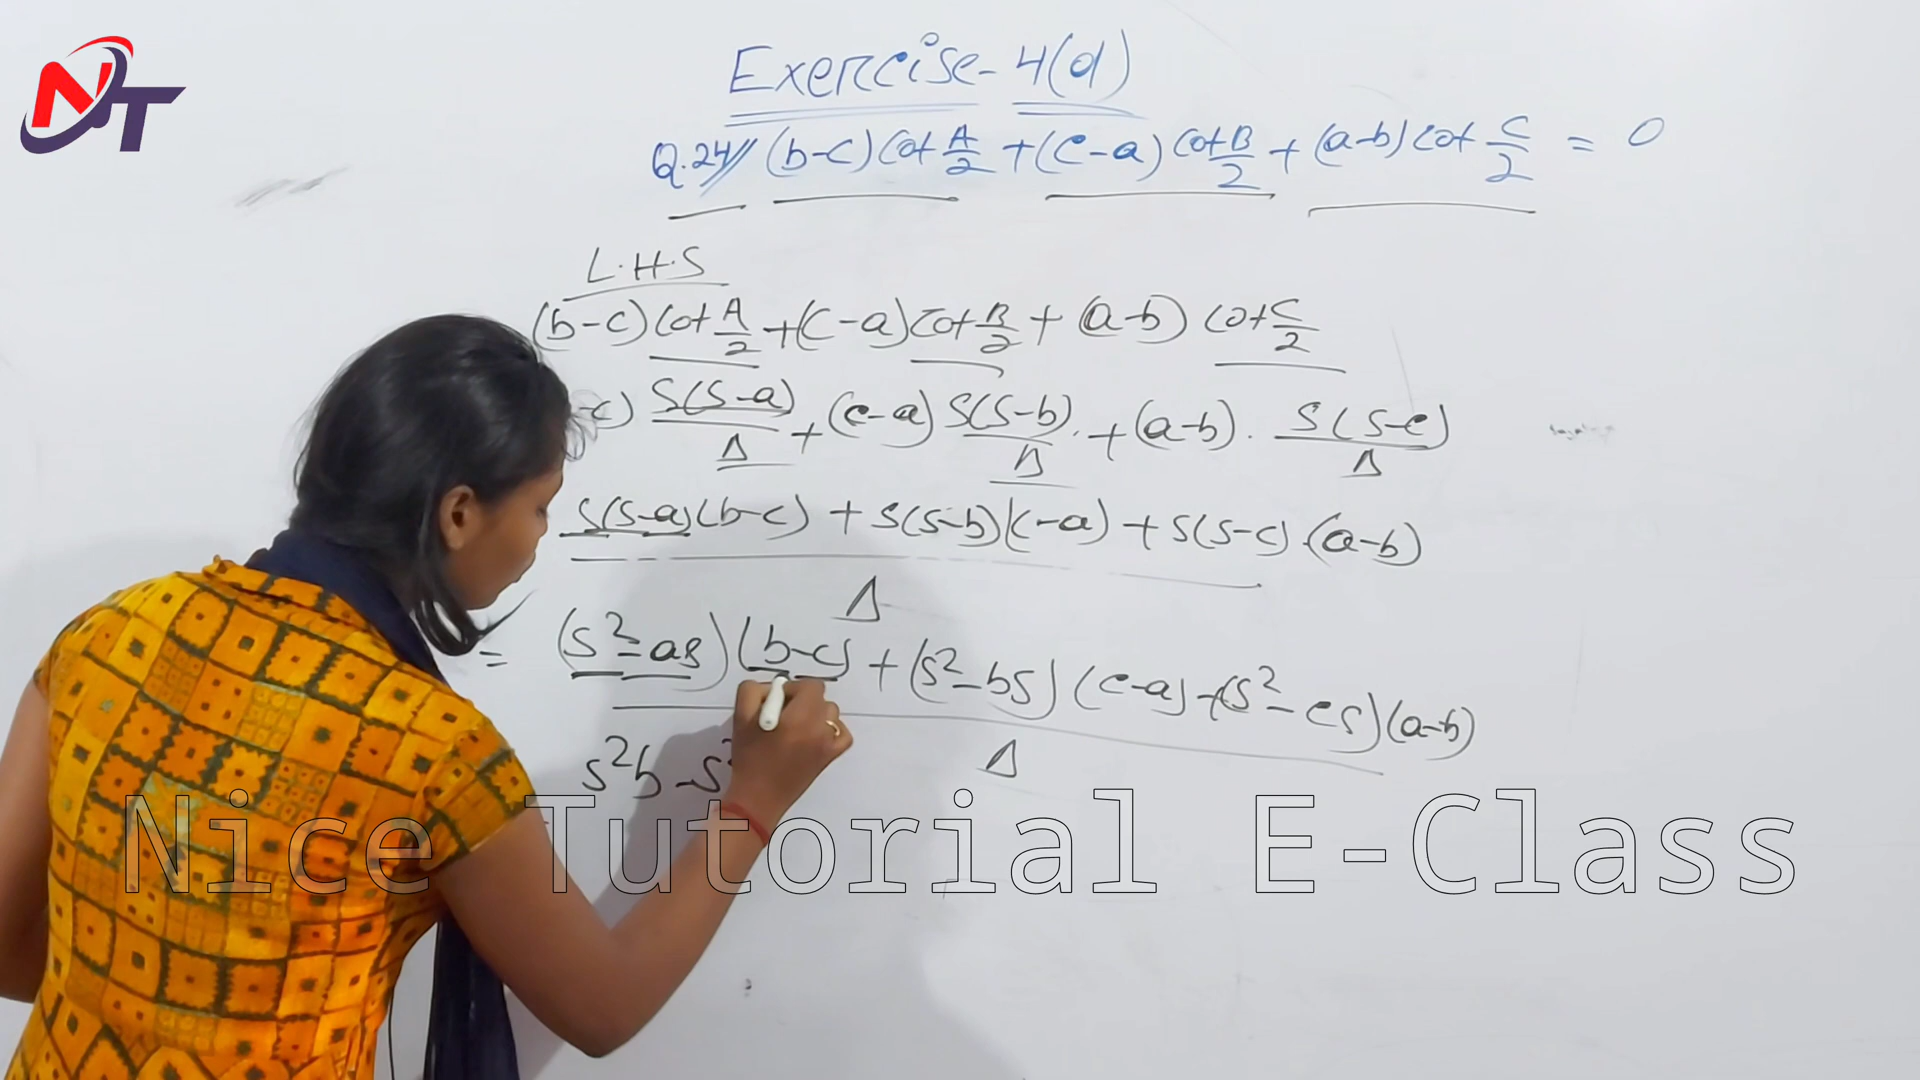 NT
Exercise-4(d)
Q.24// (b-c) Cot A/2 + (c-a) Cot B/2 + (a-b) cot C/2 = 0
L.H.S
(b-c) Cot A/2 + (c-a) Cot B/2 + (a-b) cot C/2
-c) S(S-a)/Δ + (c-a) S(S-b)/Δ . + (a-b) . S(S-c)/Δ
S(S-a)(b-c) + S(S-b)(-a) + S(S-c).(a-b)
Δ
= (s²-as)(b-c) + (s²-bs)(c-a) + (s²-cs)(a-b)
Δ
s²b - s²
Nice Tutorial E-Class